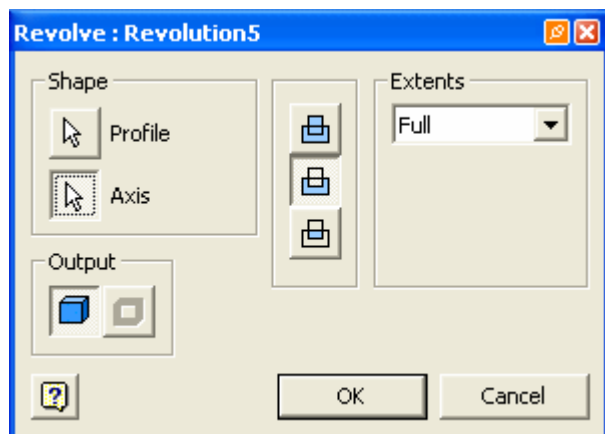 Revolve : Revolution5
Shape
Profile
Axis
Extents
Full
Output
?
OK
Cancel